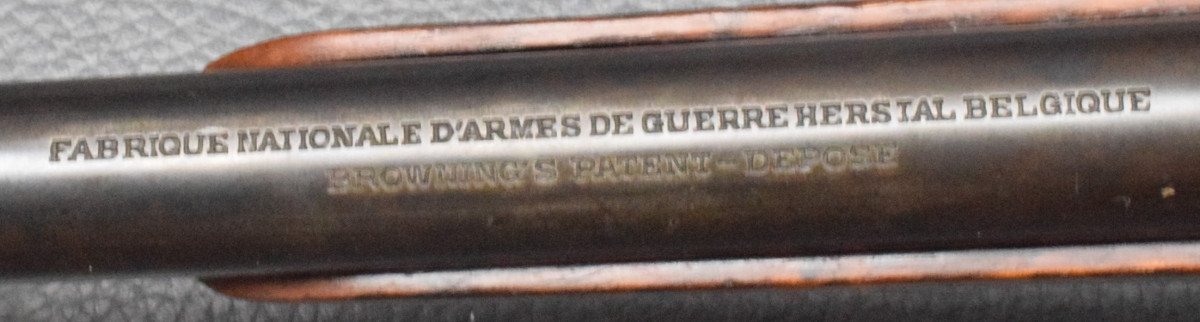 FABRIQUE NATIONALE D'ARMES DE GUERRE HERSTAL BELGIQUE
BROWNING'S PATENT-DEPOSE